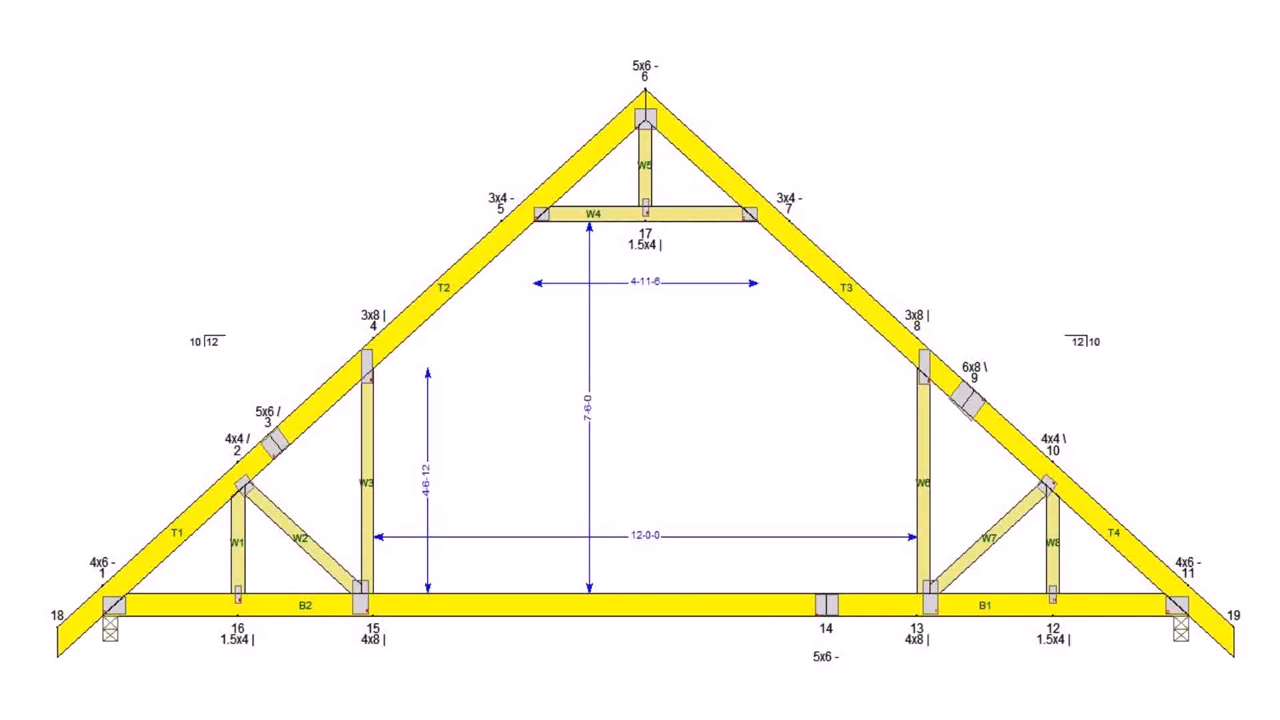 5x6 -
6
W5
3x4 -
5
3x4 -
7
W4
17
1.5x4 |
4-11-6
T2
T3
3x8 |
4
3x8 |
8
10 12
12 10
6x8 \
9
7-6-0
5x6 /
3
4x4 /
2
4x4 \
10
4-6-12
W3
W6
T1
W1
W2
12-0-0
W7
W8
T4
4x6 -
1
4x6 -
11
18
B2
B1
19
16
1.5x4 |
15
4x8 |
14
5x6 -
13
4x8 |
12
1.5x4 |